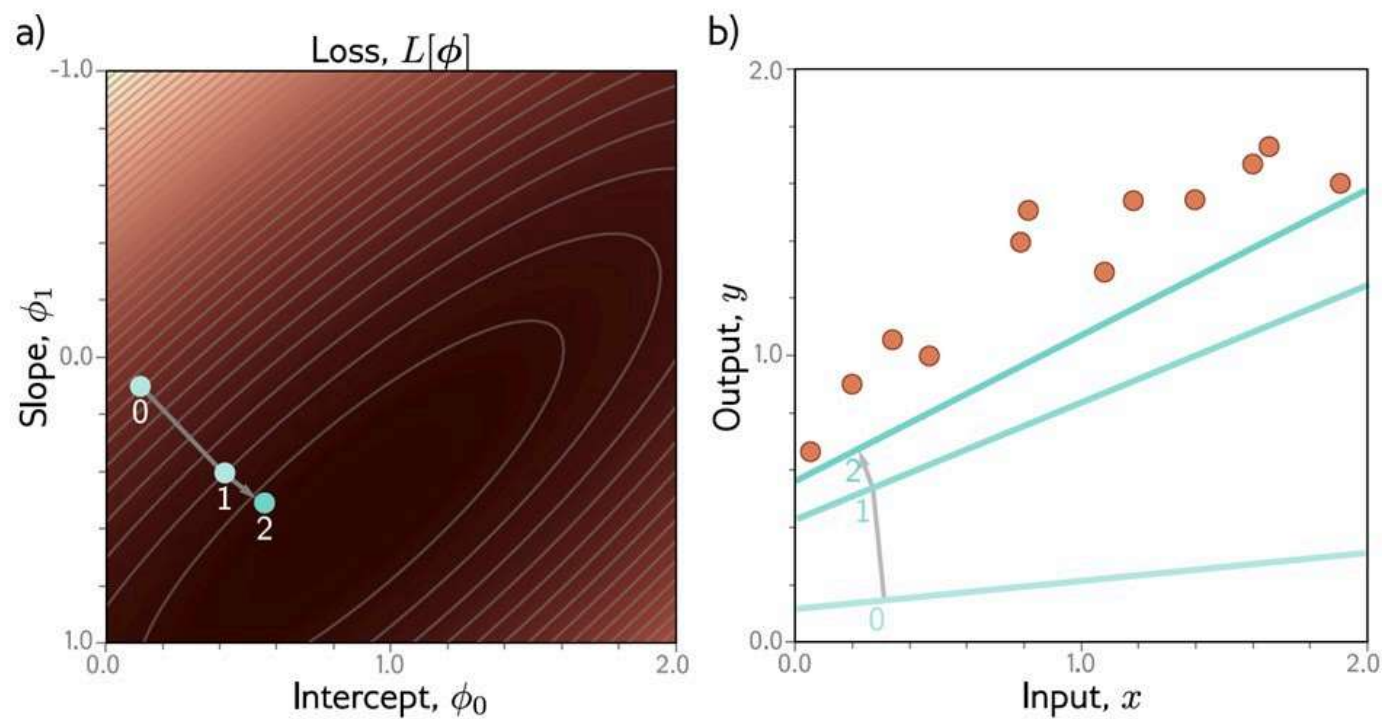 a)
Loss, L[ϕ]
-1.0
0.0
1.0
Slope, ϕ₁
0
1
2
0.0
1.0
2.0
Intercept, ϕ₀
b)
2.0
1.0
0.0
Output, y
2
1
0
0.0
1.0
2.0
Input, x